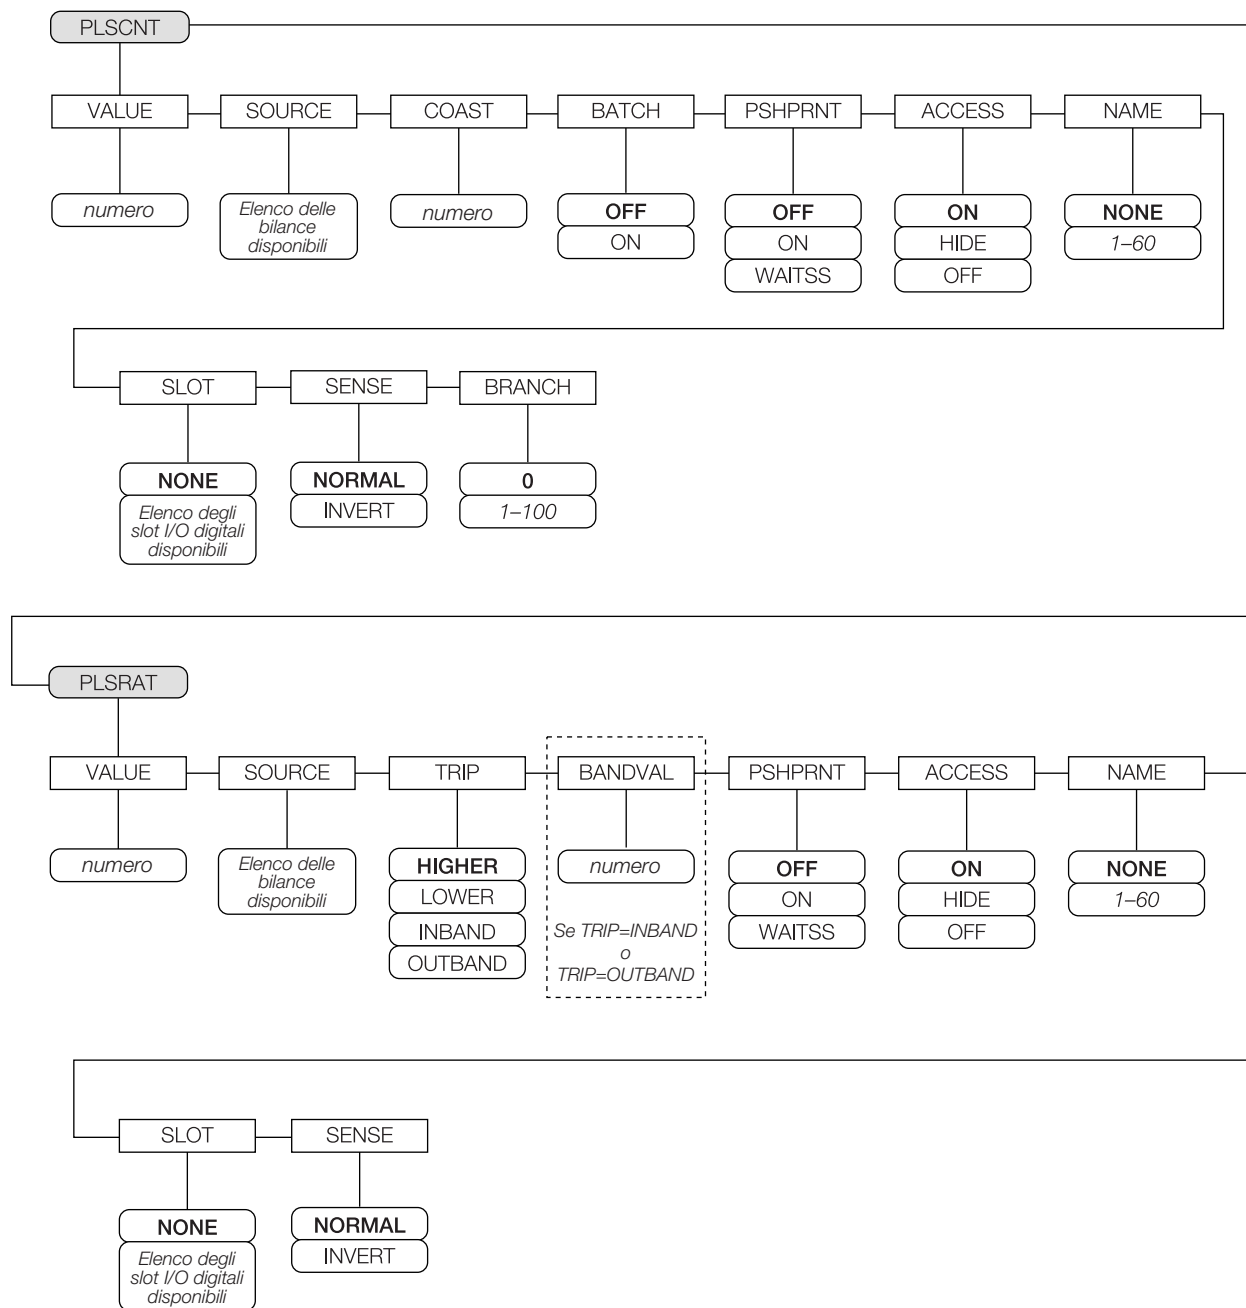 PLSCNT
VALUE
SOURCE
COAST
BATCH
PSHPRNT
ACCESS
NAME
numero
Elenco delle
bilance
disponibili
numero
OFF
ON
OFF
ON
WAITSS
ON
HIDE
OFF
NONE
1–60
SLOT
SENSE
BRANCH
NONE
Elenco degli
slot I/O digitali
disponibili
NORMAL
INVERT
0
1–100
PLSRAT
VALUE
SOURCE
TRIP
BANDVAL
PSHPRNT
ACCESS
NAME
numero
Elenco delle
bilance
disponibili
HIGHER
LOWER
INBAND
OUTBAND
numero
Se TRIP=INBAND
o
TRIP=OUTBAND
OFF
ON
WAITSS
ON
HIDE
OFF
NONE
1–60
SLOT
SENSE
NONE
Elenco degli
slot I/O digitali
disponibili
NORMAL
INVERT